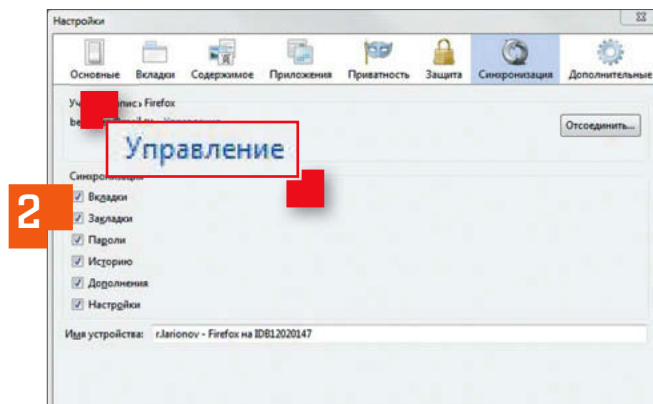 Настройки
Основные Вкладки Содержимое Приложения Приватность Защита Синхронизация Дополнительные
Firefox
Отсоединить...
Управление
2
Вкладки
Закладки
Пароли
Историю
Дополнения
Настройки
Имя устройства: r.larionov - Firefox на IDB12020147